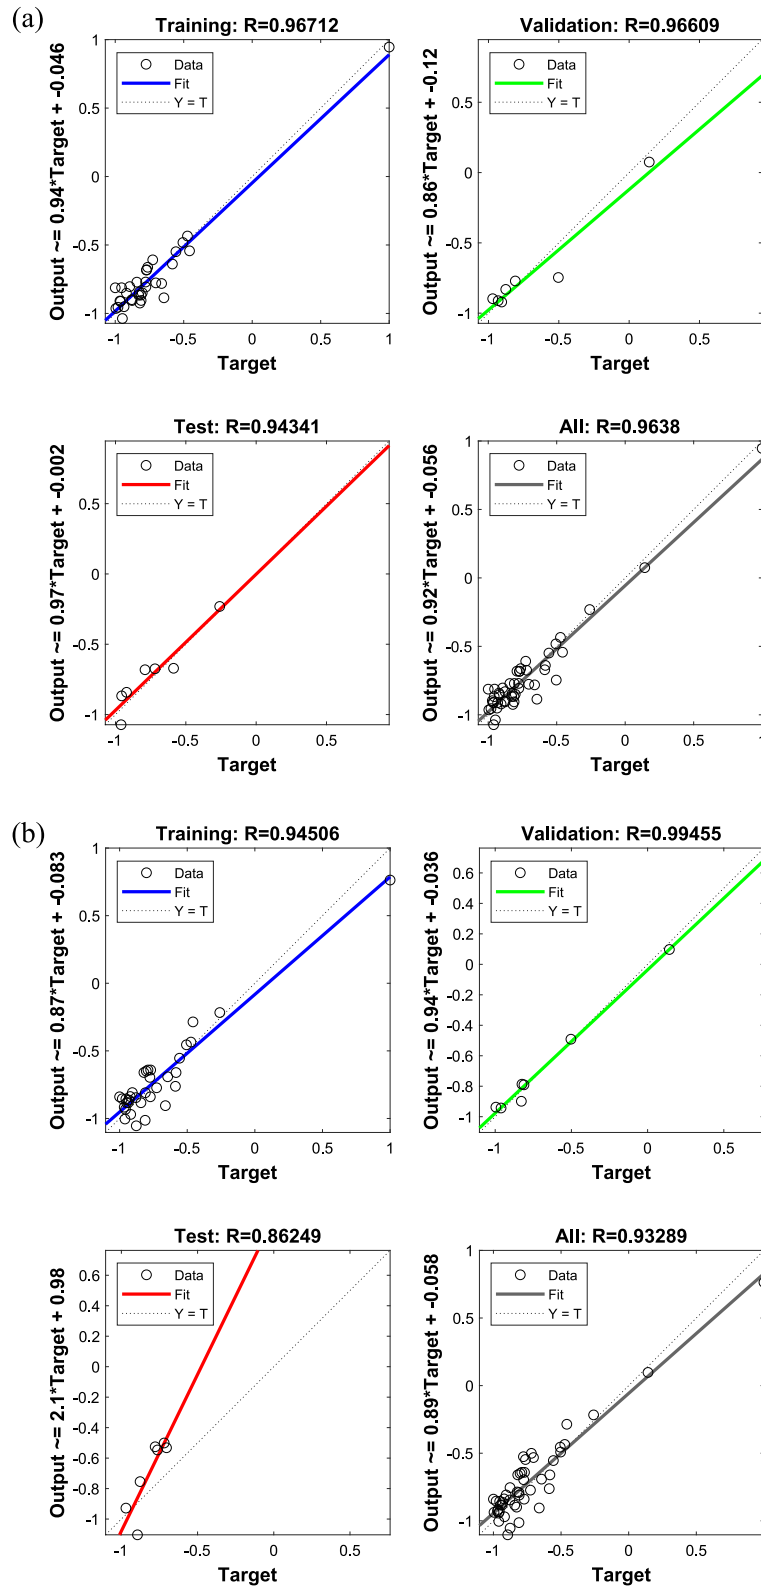 (a)
Training: R=0.96712
Output ~= 0.94*Target + -0.046
1
0.5
0
-0.5
-1
Data
Fit
Y = T
-1
-0.5
0
0.5
1
Target
Validation: R=0.96609
Output ~= 0.86*Target + -0.12
0.5
0
-0.5
-1
Data
Fit
Y = T
-1
-0.5
0
0.5
Target
Test: R=0.94341
Output ~= 0.97*Target + -0.002
0.5
0
-0.5
-1
Data
Fit
Y = T
-1
-0.5
0
0.5
Target
All: R=0.9638
Output ~= 0.92*Target + -0.056
1
0.5
0
-0.5
-1
Data
Fit
Y = T
-1
-0.5
0
0.5
1
Target
(b)
Training: R=0.94506
Output ~= 0.87*Target + -0.083
1
0.5
0
-0.5
-1
Data
Fit
Y = T
-1
-0.5
0
0.5
1
Target
Validation: R=0.99455
Output ~= 0.94*Target + -0.036
0.6
0.4
0.2
0
-0.2
-0.4
-0.6
-0.8
-1
Data
Fit
Y = T
-1
-0.5
0
0.5
Target
Test: R=0.86249
Output ~= 2.1*Target + 0.98
0.6
0.4
0.2
0
-0.2
-0.4
-0.6
-0.8
-1
Data
Fit
Y = T
-1
-0.5
0
0.5
Target
All: R=0.93289
Output ~= 0.89*Target + -0.058
1
0.5
0
-0.5
-1
Data
Fit
Y = T
-1
-0.5
0
0.5
1
Target